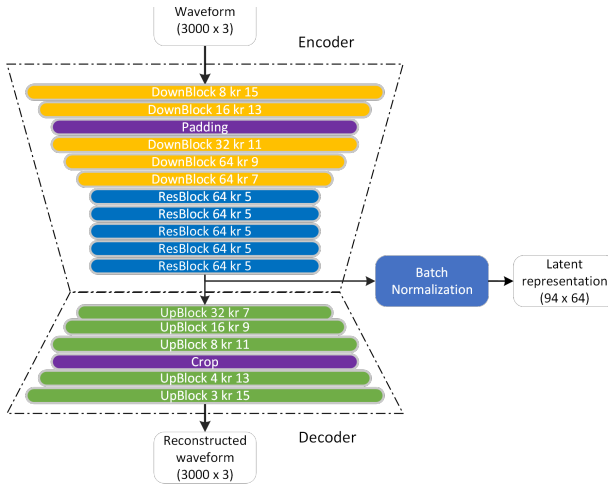 Waveform
(3000 x 3)
Encoder
DownBlock 8 kr 15
DownBlock 16 kr 13
Padding
DownBlock 32 kr 11
DownBlock 64 kr 9
DownBlock 64 kr 7
ResBlock 64 kr 5
ResBlock 64 kr 5
ResBlock 64 kr 5
ResBlock 64 kr 5
ResBlock 64 kr 5
Batch
Normalization
Latent
representation
(94 x 64)
UpBlock 32 kr 7
UpBlock 16 kr 9
UpBlock 8 kr 11
Crop
UpBlock 4 kr 13
UpBlock 3 kr 15
Decoder
Reconstructed
waveform
(3000 x 3)